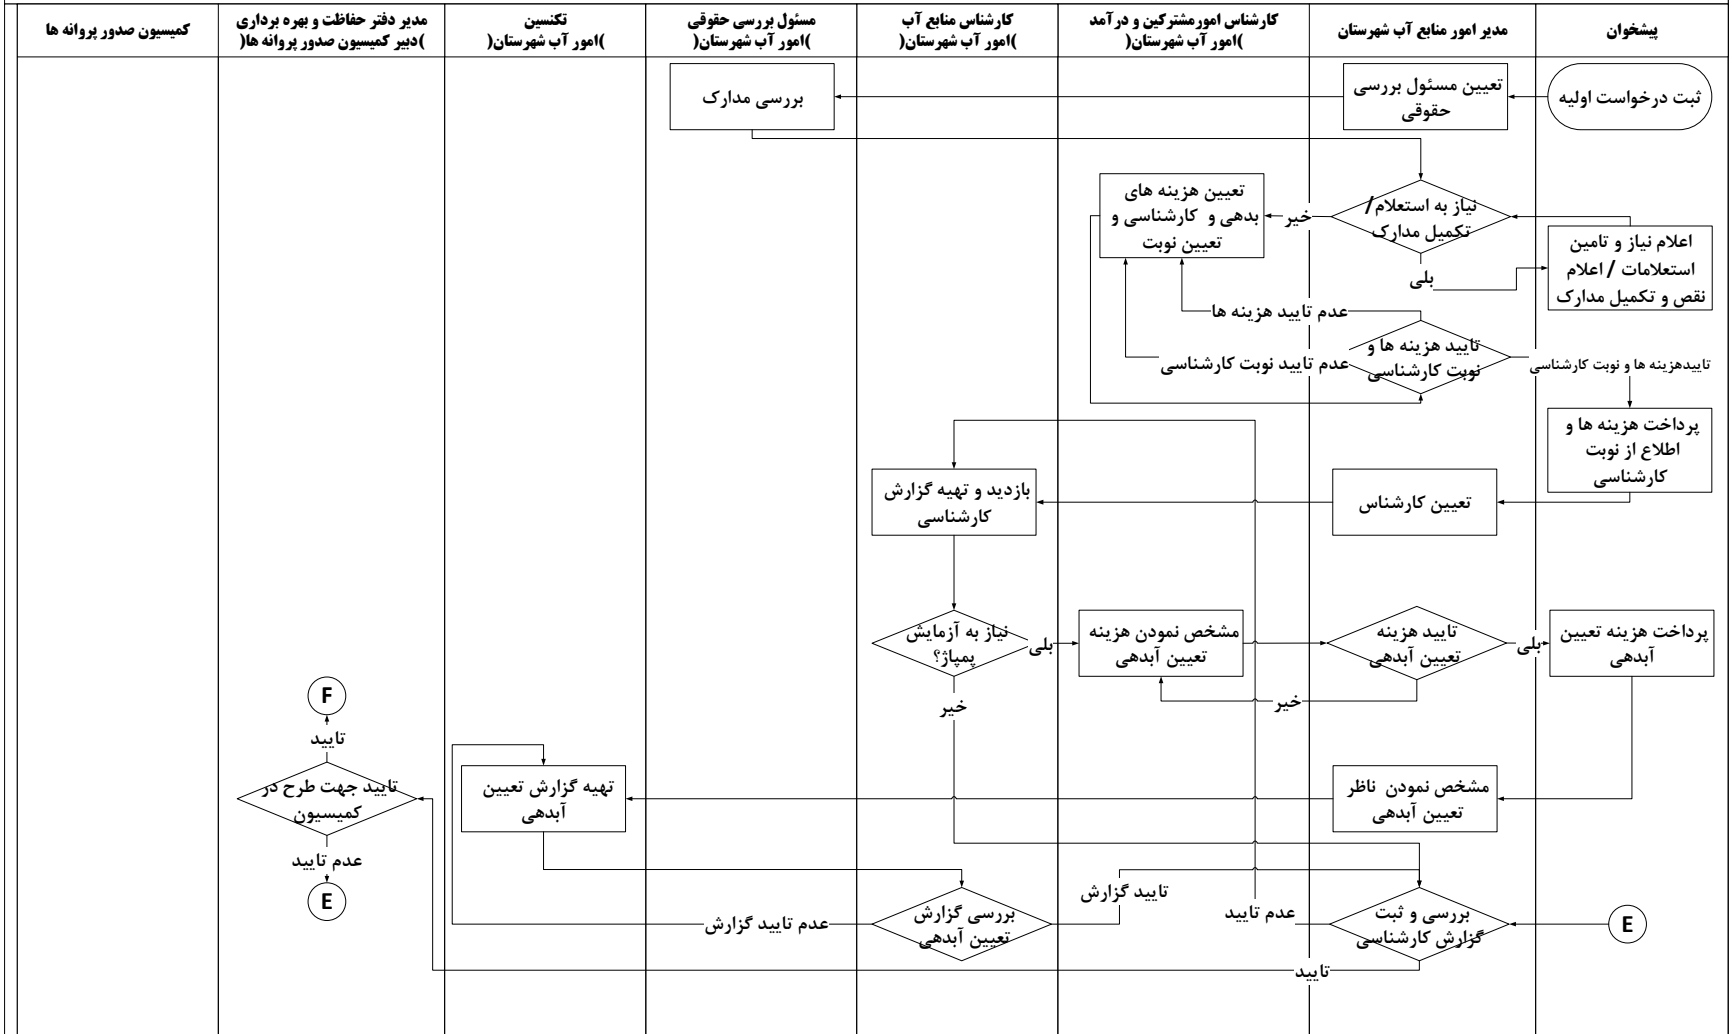 پیشخوان
مدیر امور منابع آب شهرستان
کارشناس امورمشترکین و درآمد
)امور آب شهرستان(
کارشناس منابع آب
)امور آب شهرستان(
مسئول بررسی حقوقی
)امور آب شهرستان(
تکنسین
)امور آب شهرستان(
مدیر دفتر حفاظت و بهره برداری
)دبیر کمیسیون صدور پروانه ها(
کمیسیون صدور پروانه ها
ثبت درخواست اولیه
تعیین مسئول بررسی
حقوقی
بررسی مدارک
نیاز به استعلام/
تکمیل مدارک
خیر
تعیین هزینه های
بدهی و کارشناسی و
تعیین نوبت
بلی
اعلام نیاز و تامین
استعلامات / اعلام
نقص و تکمیل مدارک
عدم تایید هزینه ها
تایید هزینه ها و
نوبت کارشناسی
عدم تایید نوبت کارشناسی
تاییدهزینه ها و نوبت کارشناسی
پرداخت هزینه ها و
اطلاع از نوبت
کارشناسی
تعیین کارشناس
بازدید و تهیه گزارش
کارشناسی
نیاز به آزمایش
پمپاژ؟
بلی
مشخص نمودن هزینه
تعیین آبدهی
تایید هزینه
تعیین آبدهی
بلی
پرداخت هزینه تعیین
آبدهی
خیر
خیر
F
تایید
تایید جهت طرح در
کمیسیون
عدم تایید
E
مشخص نمودن ناظر
تعیین آبدهی
تهیه گزارش تعیین
آبدهی
بررسی گزارش
تعیین آبدهی
تایید گزارش
عدم تایید گزارش
E
بررسی و ثبت
گزارش کارشناسی
عدم تایید
تایید